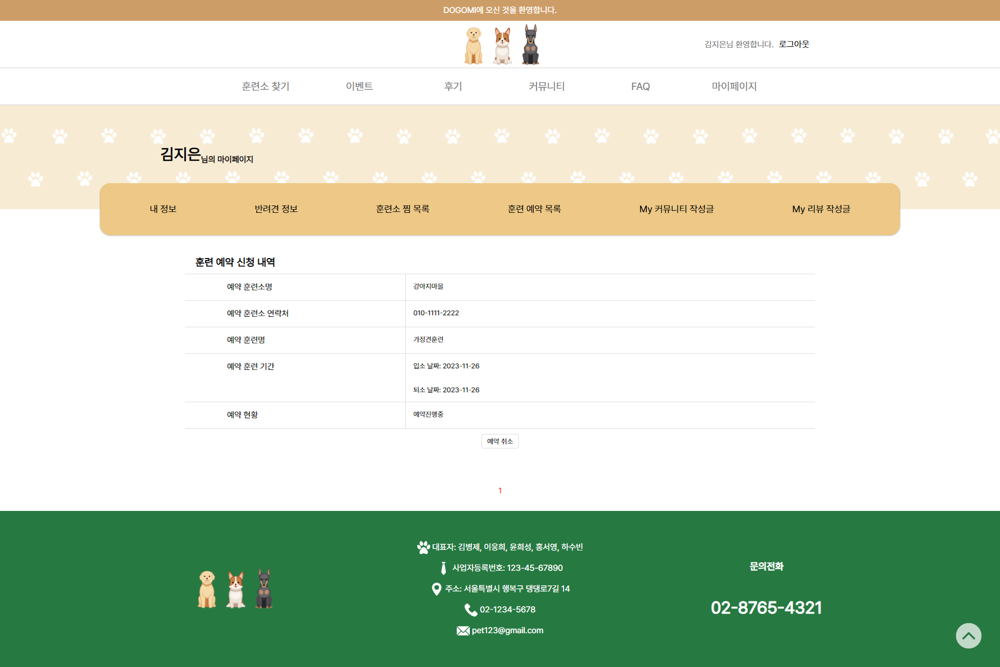 DOGOMI에 오신 것을 환영합니다.
김지은님 환영합니다. 로그아웃
훈련소 찾기 이벤트 후기 커뮤니티 FAQ 마이페이지
김지은님의 마이페이지
내 정보 반려견 정보 훈련소 찜 목록 훈련 예약 목록 My 커뮤니티 작성글 My 리뷰 작성글
훈련 예약 신청 내역
예약 훈련소명 강아지마을
예약 훈련소 연락처 010-1111-2222
예약 훈련명 가정견훈련
예약 훈련 기간 입소 날짜: 2023-11-26
퇴소 날짜: 2023-11-26
예약 현황 예약진행중
예약 취소
1
대표자: 김병제, 이웅희, 윤희성, 홍서영, 하수빈
사업자등록번호: 123-45-67890
주소: 서울특별시 행복구 댕댕로7길 14
02-1234-5678
pet123@gmail.com
문의전화
02-8765-4321